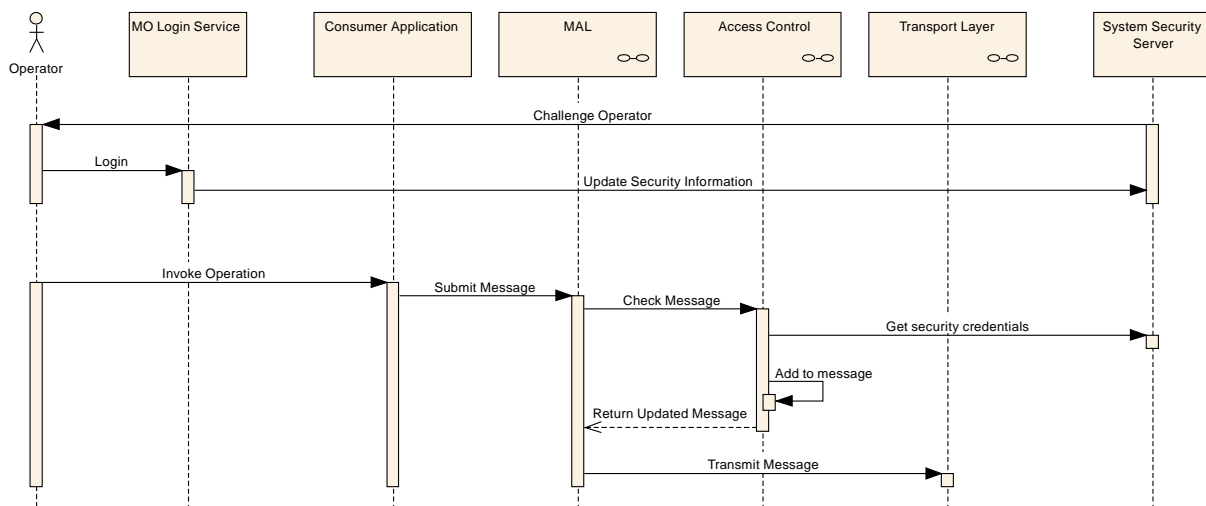 MO Login Service
Consumer Application
MAL
Access Control
Transport Layer
System Security
Server
Operator
Challenge Operator
Login
Update Security Information
Invoke Operation
Submit Message
Check Message
Get security credentials
Add to message
Return Updated Message
Transmit Message